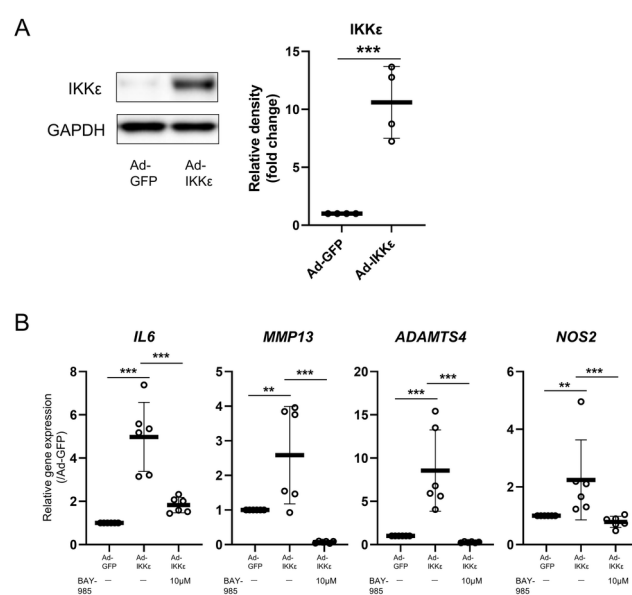 A
IKKε
GAPDH
Ad-
GFP
Ad-
IKKε
IKKε
***
Relative density
(fold change)
15
10
5
0
Ad-GFP
Ad-IKKε
B
IL6
MMP13
ADAMTS4
NOS2
Relative gene expression
(/Ad-GFP)
8
6
4
2
0
***
***
Ad-
GFP
Ad-
IKKε
Ad-
IKKε
BAY-
985
–
–
10μM
5
4
3
2
1
0
**
***
Ad-
GFP
Ad-
IKKε
Ad-
IKKε
BAY-
985
–
–
10μM
20
15
10
5
0
***
***
Ad-
GFP
Ad-
IKKε
Ad-
IKKε
BAY-
985
–
–
10μM
6
4
2
0
**
***
Ad-
GFP
Ad-
IKKε
Ad-
IKKε
BAY-
985
–
–
10μM